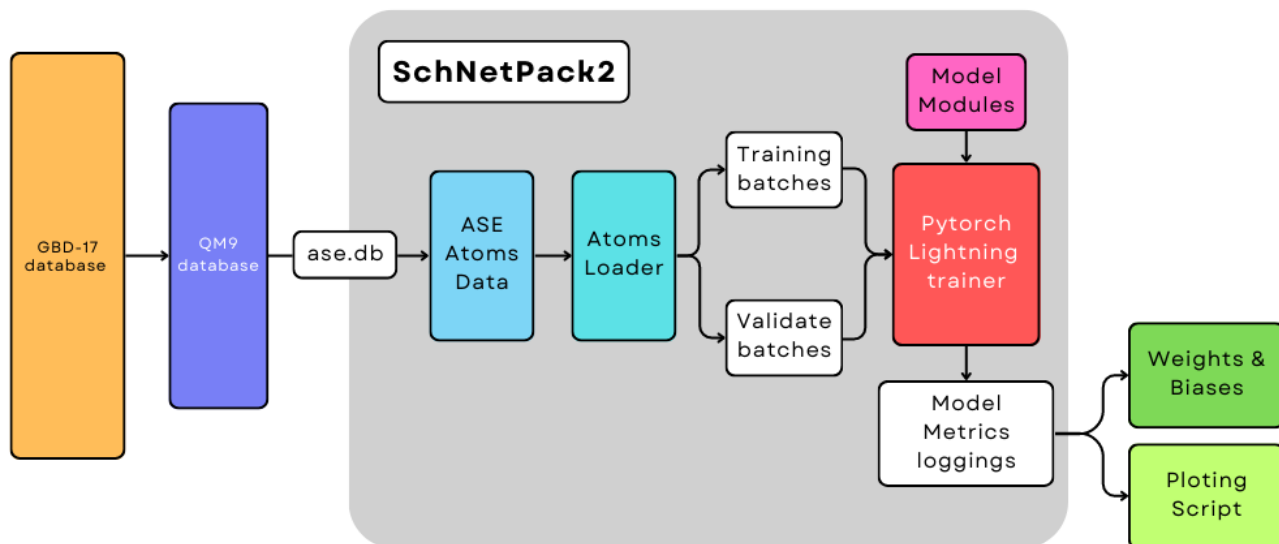 SchNetPack2
GBD-17
database
QM9
database
ase.db
ASE
Atoms
Data
Atoms
Loader
Training
batches
Validate
batches
Model
Modules
Pytorch
Lightning
trainer
Model
Metrics
loggings
Weights &
Biases
Ploting
Script